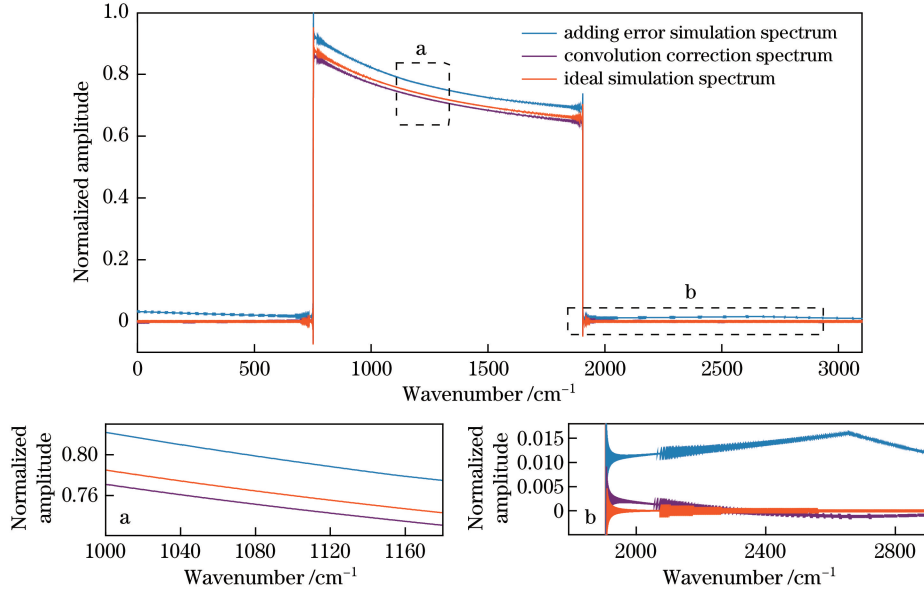 1.0
adding error simulation spectrum
a
convolution correction spectrum
0.8
ideal simulation spectrum
Normalized amplitude
0.6
0.4
0.2
b
0
0 500 1000 1500 2000 2500 3000
Wavenumber /cm⁻¹
Normalized
amplitude
0.80
0.76
a
1000 1040 1080 1120 1160
Wavenumber /cm⁻¹
Normalized
amplitude
0.015
0.010
0.005
0
b
2000 2400 2800
Wavenumber /cm⁻¹